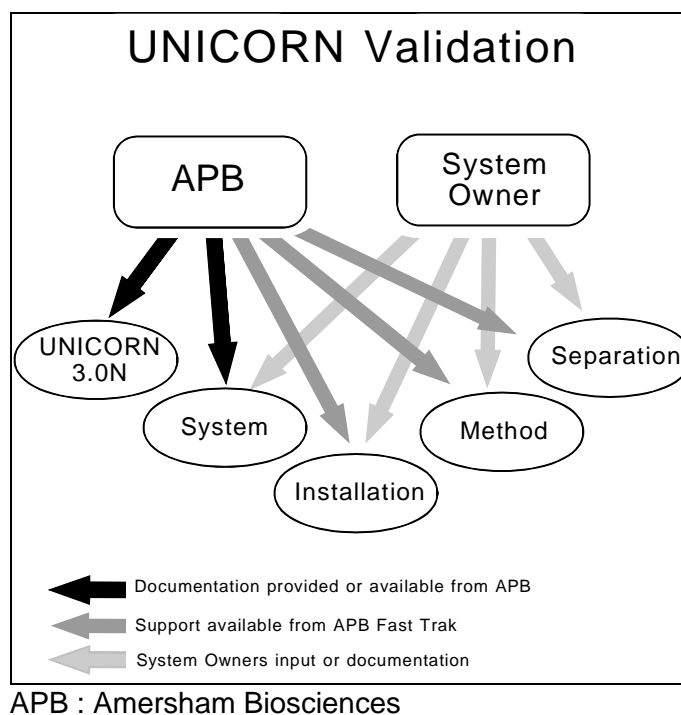 UNICORN Validation
APB
System
Owner
UNICORN
3.0N
Separation
System
Method
Installation
Documentation provided or available from APB
Support available from APB Fast Trak
System Owners input or documentation
APB : Amersham Biosciences